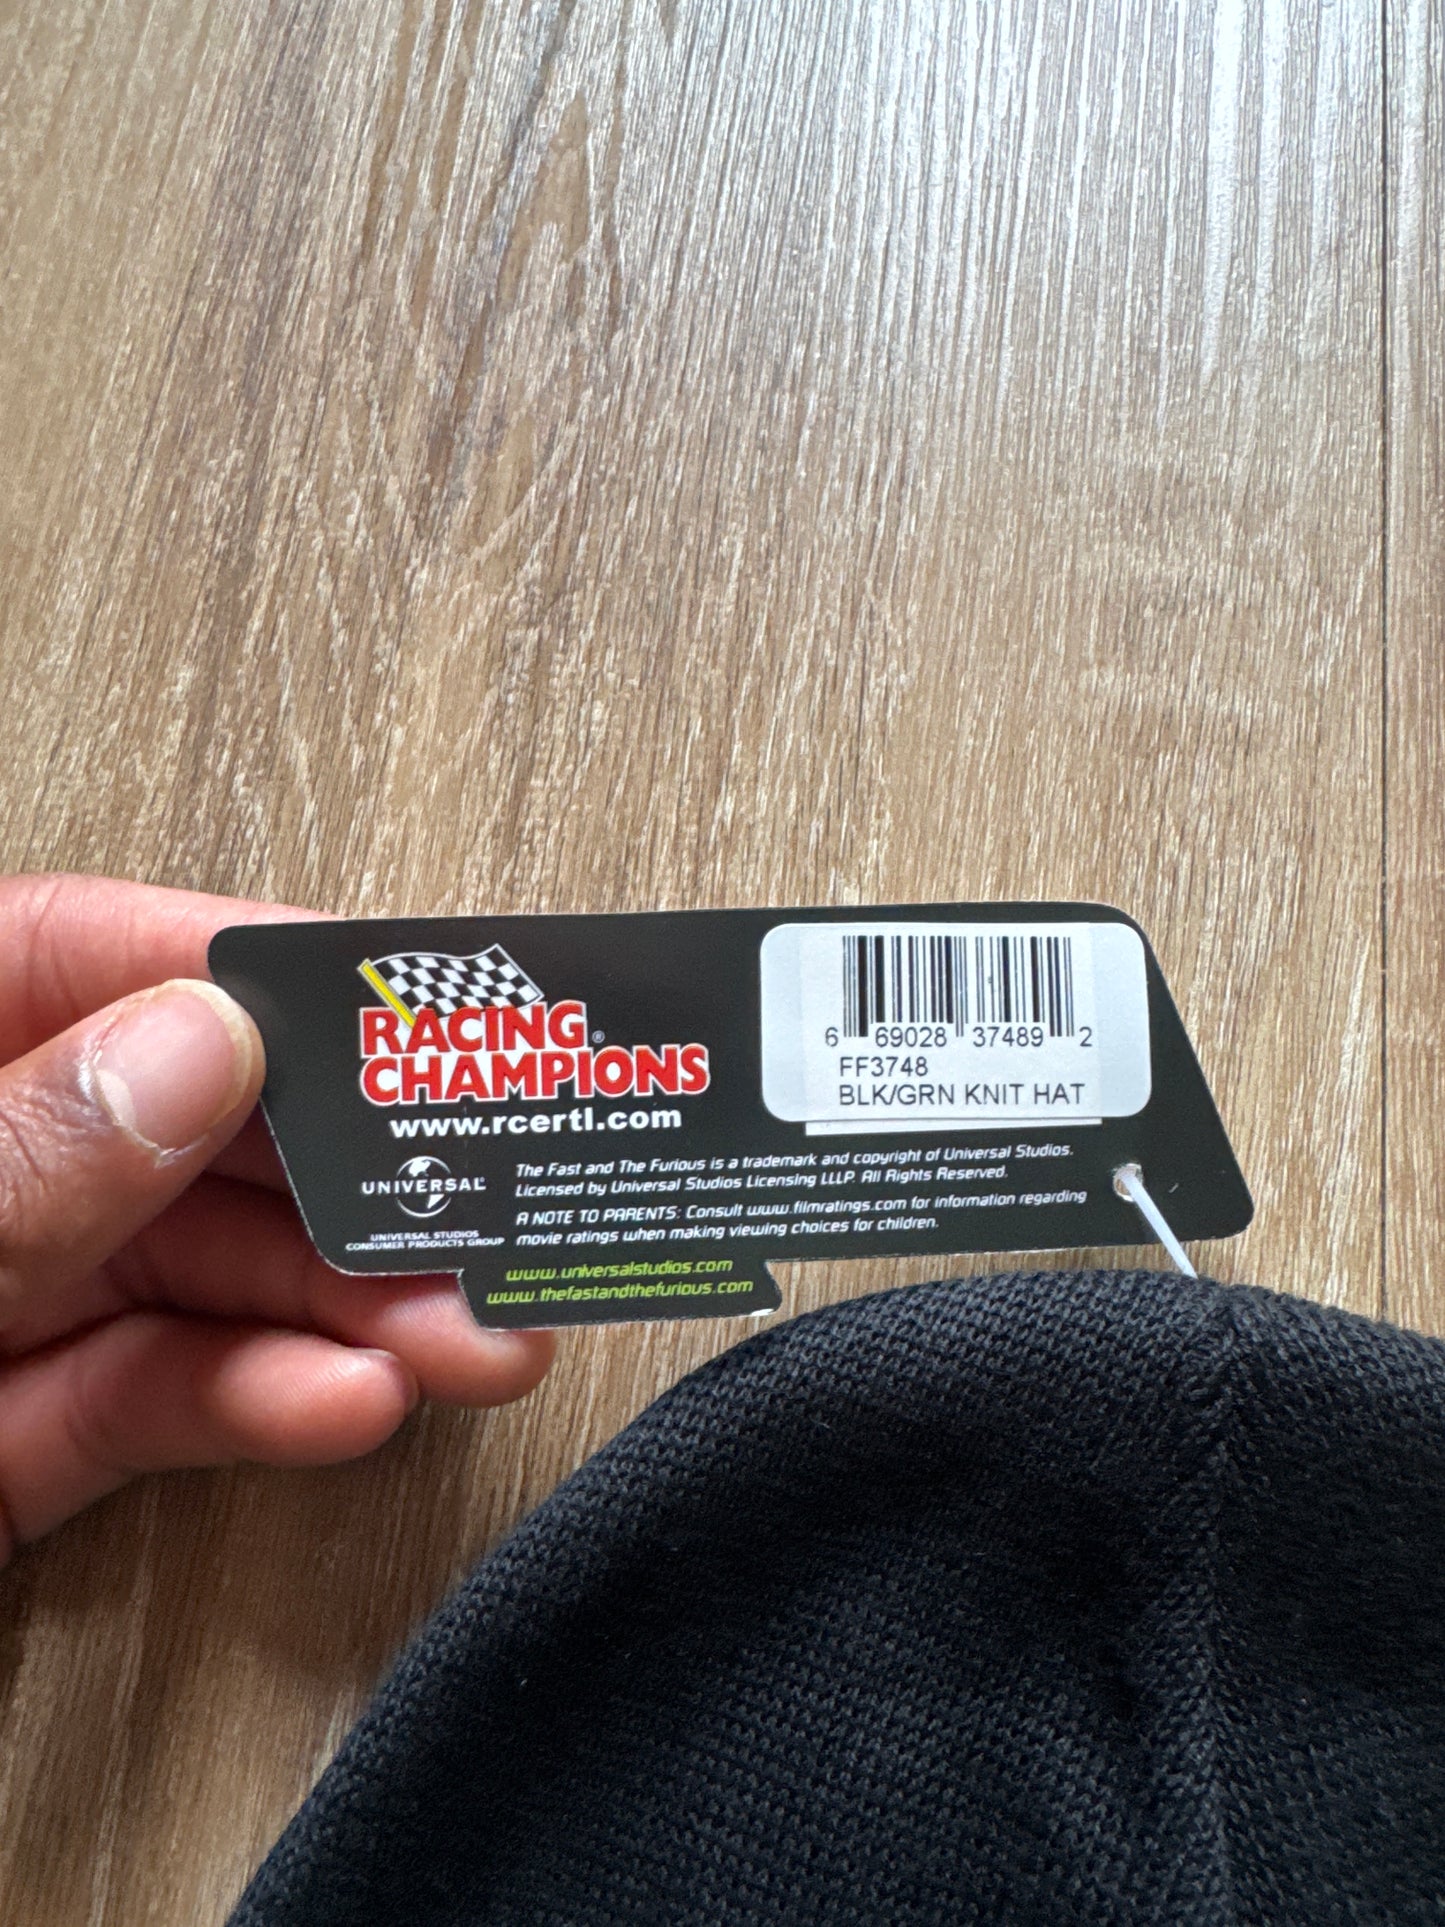 RACING®
CHAMPIONS
www.rcertl.com
6 69028 37489 2
FF3748
BLK/GRN KNIT HAT
UNIVERSAL
UNIVERSAL STUDIOS
CONSUMER PRODUCTS GROUP
The Fast and The Furious is a trademark and copyright of Universal Studios.
Licensed by Universal Studios Licensing LLLP. All Rights Reserved.
A NOTE TO PARENTS: Consult www.filmratings.com for information regarding
movie ratings when making viewing choices for children.
www.universalstudios.com
www.thefastandthefurious.com